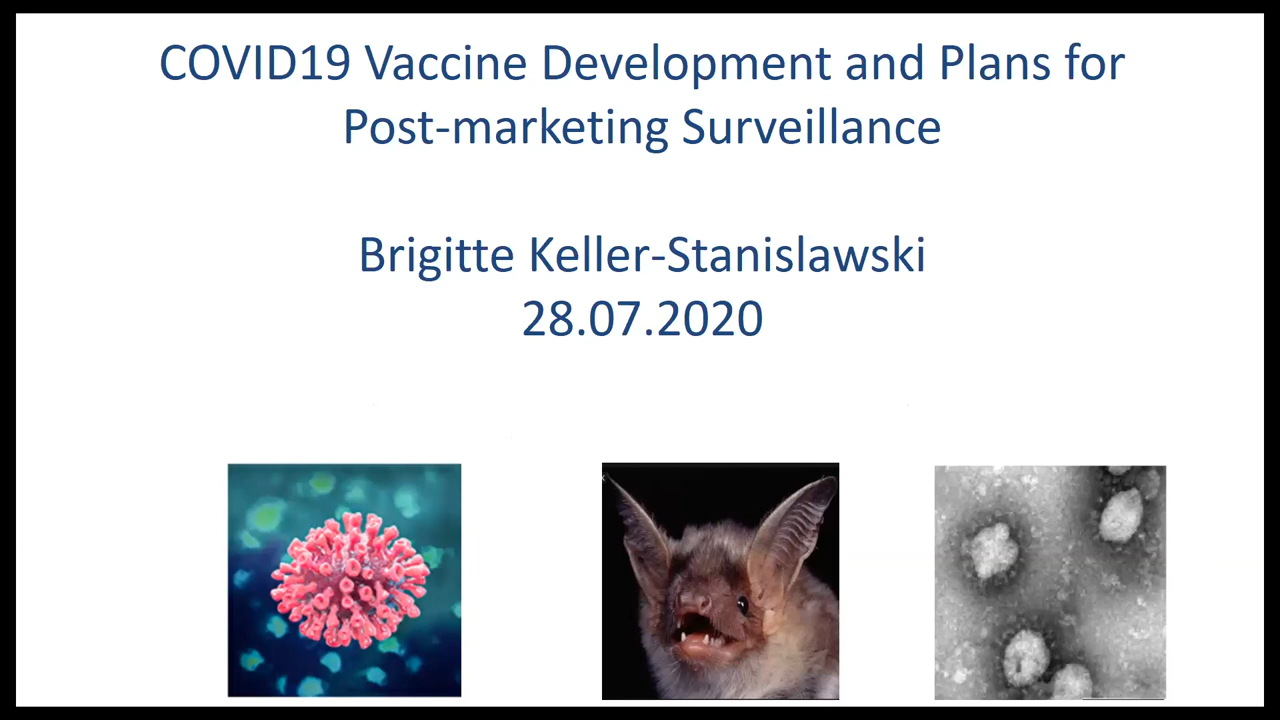 COVID19 Vaccine Development and Plans for
Post-marketing Surveillance
Brigitte Keller-Stanislawski
28.07.2020